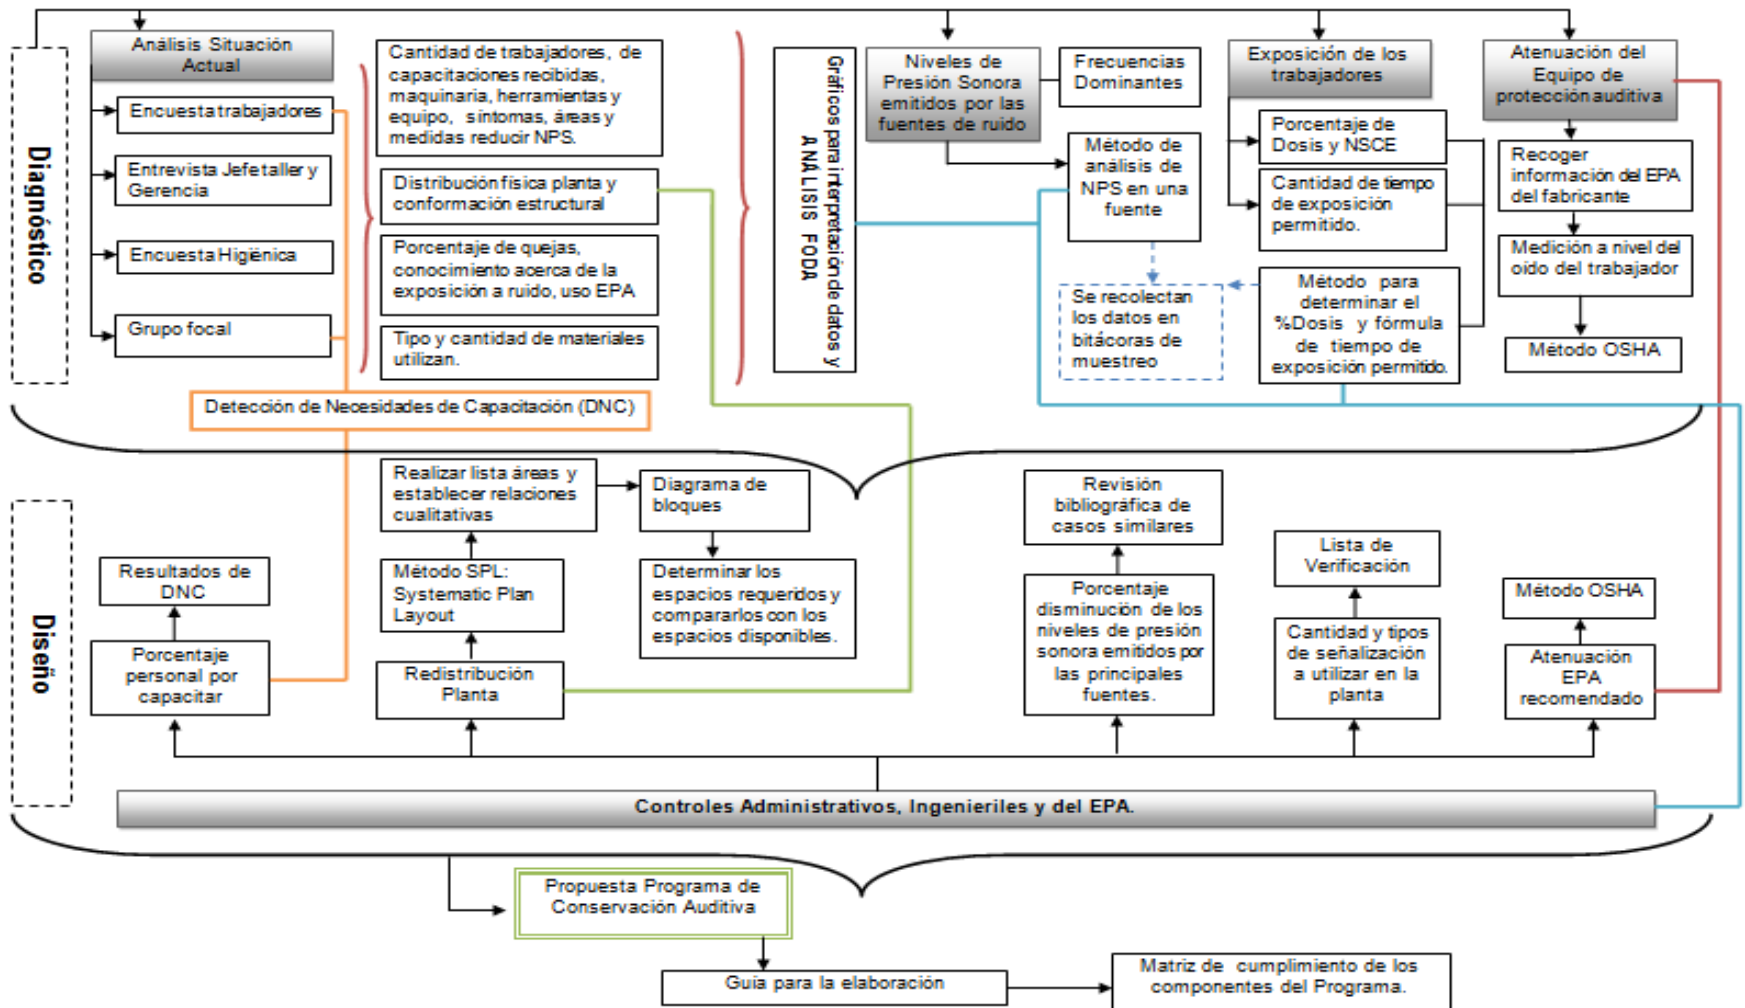 Diagnóstico
Análisis Situación
Actual
Encuesta trabajadores
Entrevista Jefe taller y
Gerencia
Encuesta Higiénica
Grupo focal
Cantidad de trabajadores, de
capacitaciones recibidas,
maquinaria, herramientas y
equipo, síntomas, áreas y
medidas reducir NPS.
Distribución física planta y
conformación estructural
Porcentaje de quejas,
conocimiento acerca de la
exposición a ruido, uso EPA
Tipo y cantidad de materiales
utilizan.
Gráficos para interpretación de datos y
ANÁLISIS FODA
Niveles de
Presión Sonora
emitidos por las
fuentes de ruido
Frecuencias
Dominantes
Método de
análisis de
NPS en una
fuente
Se recolectan
los datos en
bitácoras de
muestreo
Exposición de los
trabajadores
Porcentaje de
Dosis y NSCE
Cantidad de tiempo
de exposición
permitido.
Método para
determinar el
%Dosis y fórmula
de tiempo de
exposición permitido.
Atenuación del
Equipo de
protección auditiva
Recoger
información del EPA
del fabricante
Medición a nivel del
oído del trabajador
Método OSHA
Detección de Necesidades de Capacitación (DNC)
Diseño
Resultados de
DNC
Porcentaje
personal por
capacitar
Realizar lista áreas y
establecer relaciones
cualitativas
Método SPL:
Systematic Plan
Layout
Redistribución
Planta
Diagrama de
bloques
Determinar los
espacios requeridos y
compararlos con los
espacios disponibles.
Revisión
bibliográfica de
casos similares
Porcentaje
disminución de los
niveles de presión
sonora emitidos por
las principales
fuentes.
Lista de
Verificación
Cantidad y tipos
de señalización
a utilizar en la
planta
Método OSHA
Atenuación
EPA
recomendado
Controles Administrativos, Ingenieriles y del EPA.
Propuesta Programa de
Conservación Auditiva
Guía para la elaboración
Matriz de cumplimiento de los
componentes del Programa.